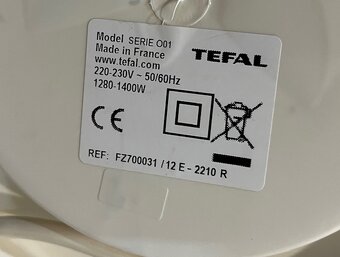 Model SERIE O01
Made in France
www.tefal.com
220-230V ~ 50/60Hz
1280-1400W
TEFAL
CE
REF: FZ700031 / 12 E - 2210 R